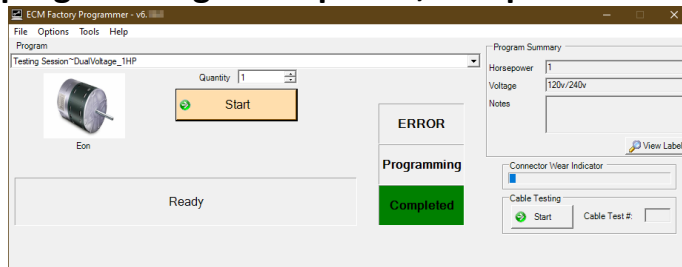 ECM Factory Programmer - v6.
File Options Tools Help
Program
Testing Session~DualVoltage_1HP
Quantity 1
Start
Eon
Ready
ERROR
Programming
Completed
Program Summary
Horsepower 1
Voltage 120v/240v
Notes
View Label
Connector Wear Indicator
Cable Testing
Start Cable Test #: